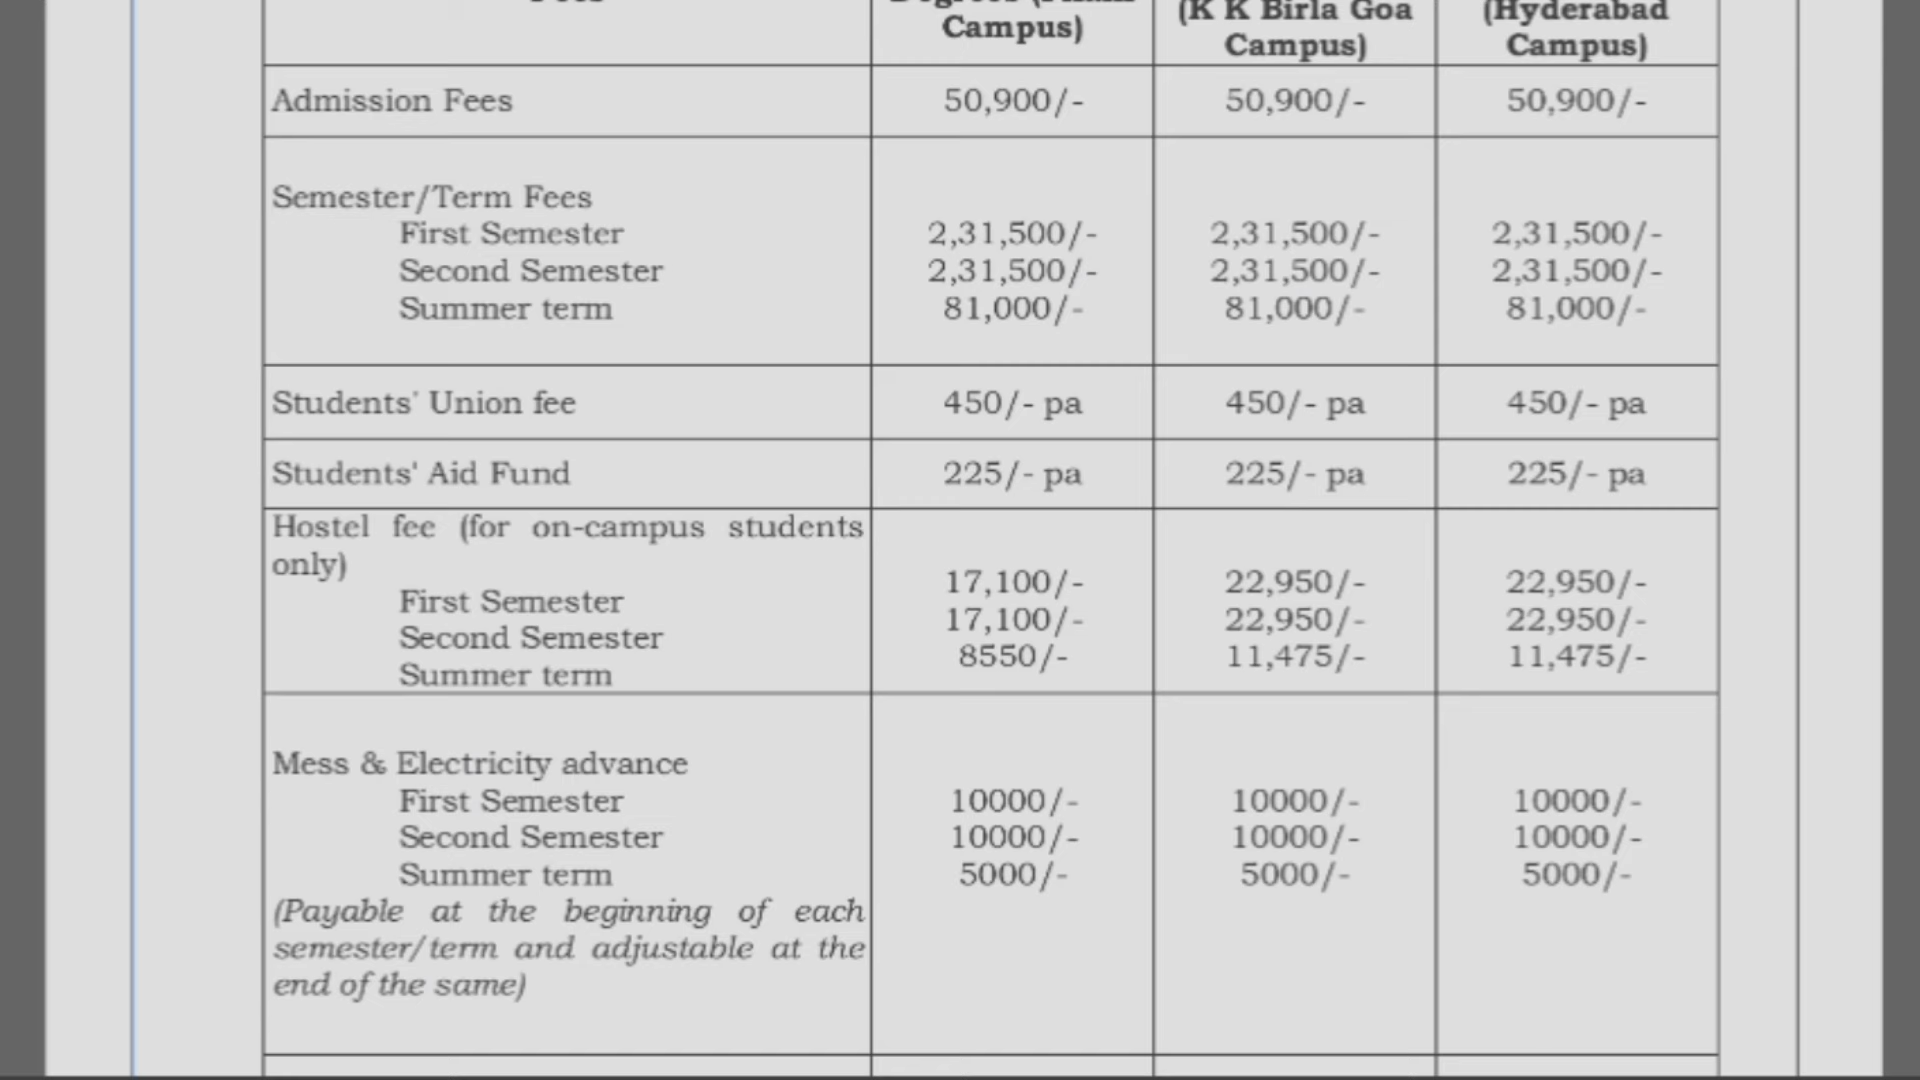 Campus)
(K K Birla Goa
Campus)
(Hyderabad
Campus)
Admission Fees 50,900/- 50,900/- 50,900/-
Semester/Term Fees
First Semester 2,31,500/- 2,31,500/- 2,31,500/-
Second Semester 2,31,500/- 2,31,500/- 2,31,500/-
Summer term 81,000/- 81,000/- 81,000/-
Students' Union fee 450/- pa 450/- pa 450/- pa
Students' Aid Fund 225/- pa 225/- pa 225/- pa
Hostel fee (for on-campus students
only)
First Semester 17,100/- 22,950/- 22,950/-
Second Semester 17,100/- 22,950/- 22,950/-
Summer term 8550/- 11,475/- 11,475/-
Mess & Electricity advance
First Semester 10000/- 10000/- 10000/-
Second Semester 10000/- 10000/- 10000/-
Summer term 5000/- 5000/- 5000/-
(Payable at the beginning of each
semester/term and adjustable at the
end of the same)